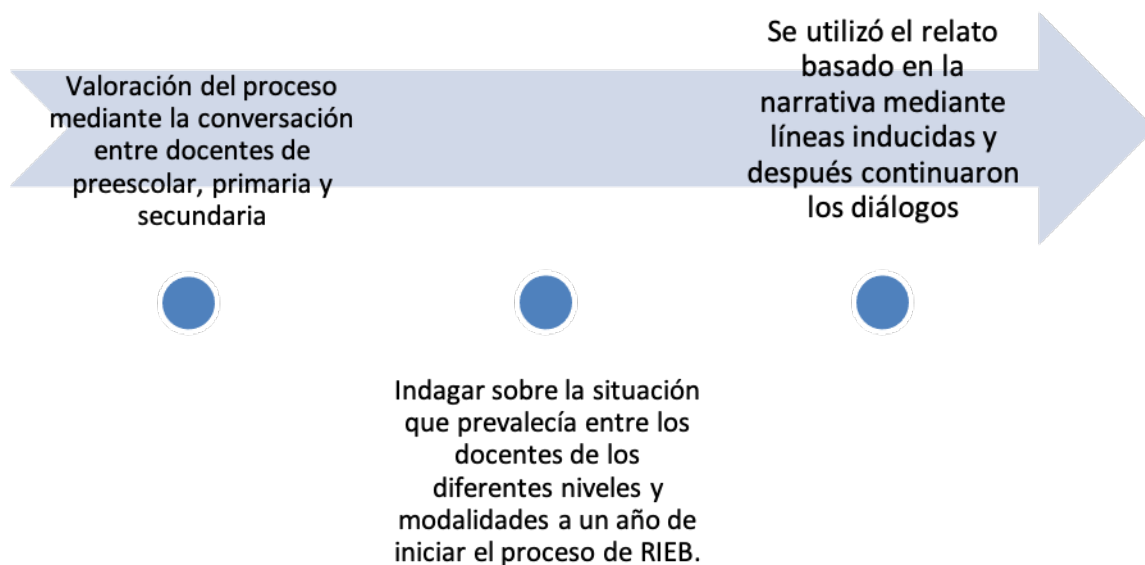 Valoración del proceso
mediante la conversación
entre docentes de
preescolar, primaria y
secundaria
Indagar sobre la situación
que prevalecía entre los
docentes de los
diferentes niveles y
modalidades a un año de
iniciar el proceso de RIEB.
Se utilizó el relato
basado en la
narrativa mediante
líneas inducidas y
después continuaron
los diálogos